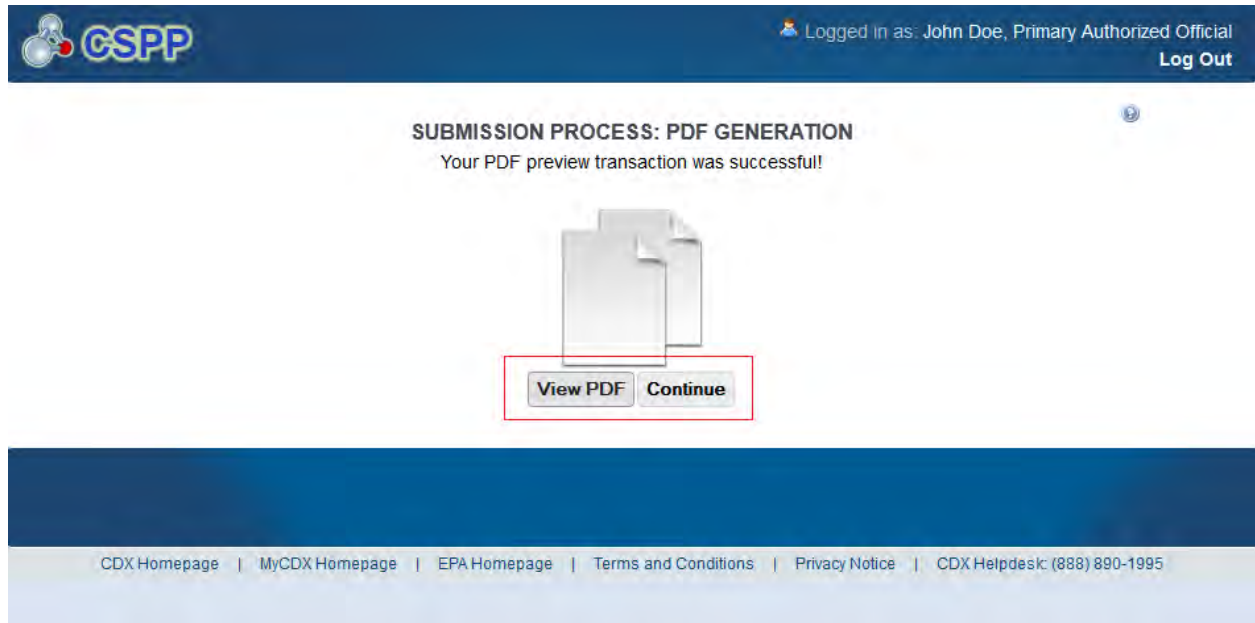 CSPP
Logged in as: John Doe, Primary Authorized Official
Log Out
SUBMISSION PROCESS: PDF GENERATION
Your PDF preview transaction was successful!
View PDF Continue
CDX Homepage | MyCDX Homepage | EPA Homepage | Terms and Conditions | Privacy Notice | CDX Helpdesk: (888) 890-1995